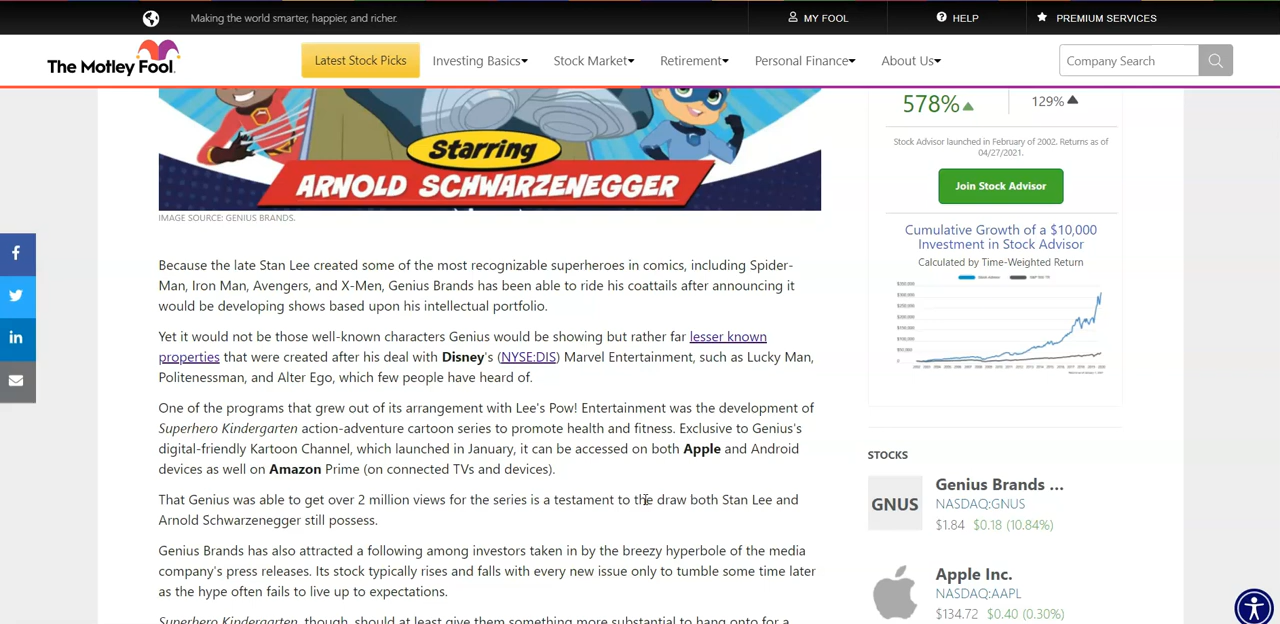 Making the world smarter, happier, and richer.
MY FOOL
HELP
PREMIUM SERVICES
The Motley Fool.
Latest Stock Picks
Investing Basics
Stock Market
Retirement
Personal Finance
About Us
Company Search
Starring
ARNOLD SCHWARZENEGGER
IMAGE SOURCE: GENIUS BRANDS.
Because the late Stan Lee created some of the most recognizable superheroes in comics, including Spider-
Man, Iron Man, Avengers, and X-Men, Genius Brands has been able to ride his coattails after announcing it
would be developing shows based upon his intellectual portfolio.
Yet it would not be those well-known characters Genius would be showing but rather far lesser known
properties that were created after his deal with Disney's (NYSE:DIS) Marvel Entertainment, such as Lucky Man,
Politenessman, and Alter Ego, which few people have heard of.
One of the programs that grew out of its arrangement with Lee's Pow! Entertainment was the development of
Superhero Kindergarten action-adventure cartoon series to promote health and fitness. Exclusive to Genius's
digital-friendly Kartoon Channel, which launched in January, it can be accessed on both Apple and Android
devices as well on Amazon Prime (on connected TVs and devices).
That Genius was able to get over 2 million views for the series is a testament to the draw both Stan Lee and
Arnold Schwarzenegger still possess.
Genius Brands has also attracted a following among investors taken in by the breezy hyperbole of the media
company's press releases. Its stock typically rises and falls with every new issue only to tumble some time later
as the hype often fails to live up to expectations.
Superhero Kindergarten, though, should at least give them something more substantial to hang onto for a
578%
129%
Stock Advisor launched in February of 2002. Returns as of
04/27/2021.
Join Stock Advisor
Cumulative Growth of a $10,000
Investment in Stock Advisor
Calculated by Time-Weighted Return
STOCKS
GNUS
Genius Brands ...
NASDAQ:GNUS
$1.84 $0.18 (10.84%)
Apple Inc.
NASDAQ:AAPL
$134.72 $0.40 (0.30%)